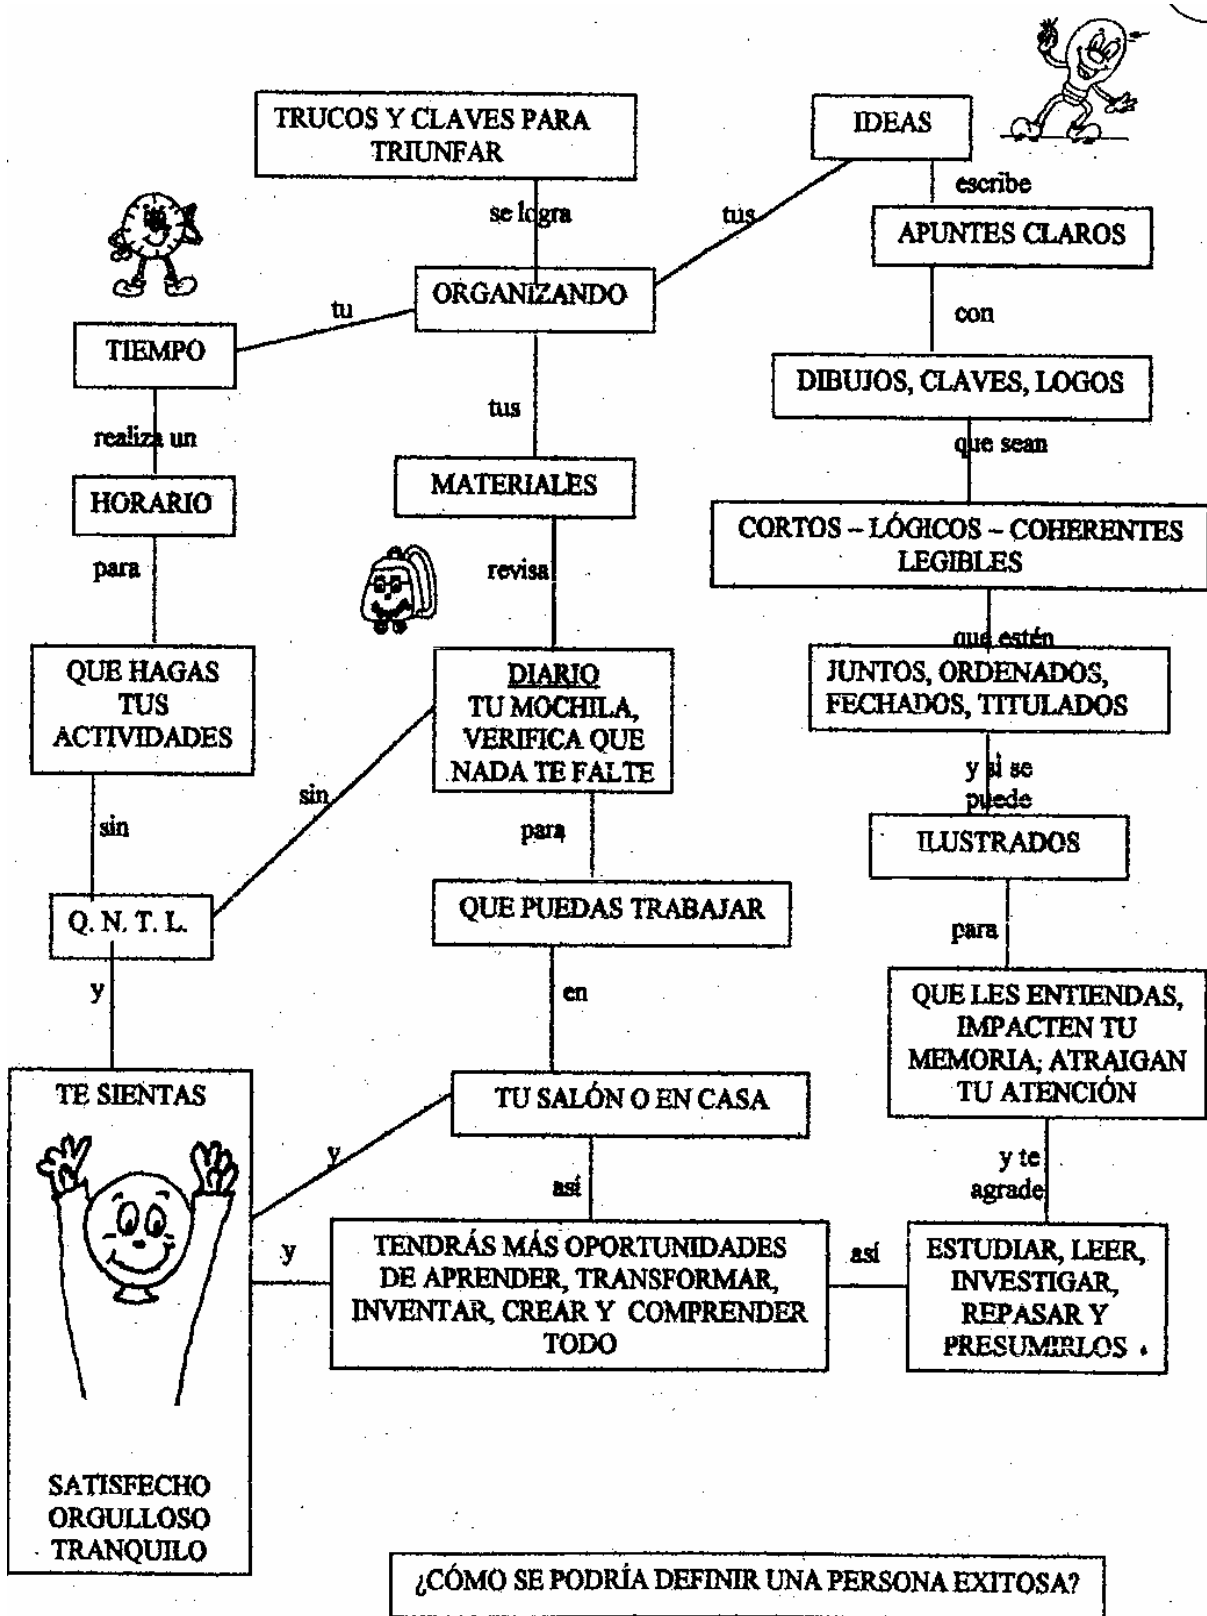 TRUCOS Y CLAVES PARA
TRIUNFAR
IDEAS
escribe
se logra
tus
APUNTES CLAROS
ORGANIZANDO
tu
con
TIEMPO
DIBUJOS, CLAVES, LOGOS
tus
realiza un
que sean
MATERIALES
HORARIO
CORTOS – LÓGICOS – COHERENTES
LEGIBLES
para
revisa
que estén
QUE HAGAS
TUS
ACTIVIDADES
DIARIO
TU MOCHILA,
VERIFICA QUE
NADA TE FALTE
JUNTOS, ORDENADOS,
FECHADOS, TITULADOS
y si se
puede
sin
sin
para
ILUSTRADOS
Q. N. T. L.
QUE PUEDAS TRABAJAR
para
y
en
QUE LES ENTIENDAS,
IMPACTEN TU
MEMORIA; ATRAIGAN
TU ATENCIÓN
TE SIENTAS
TU SALÓN O EN CASA
y
así
y te
agrade
y
TENDRÁS MÁS OPORTUNIDADES
DE APRENDER, TRANSFORMAR,
INVENTAR, CREAR Y COMPRENDER
TODO
así
ESTUDIAR, LEER,
INVESTIGAR,
REPASAR Y
PRESUMIRLOS
SATISFECHO
ORGULLOSO
TRANQUILO
¿CÓMO SE PODRÍA DEFINIR UNA PERSONA EXITOSA?